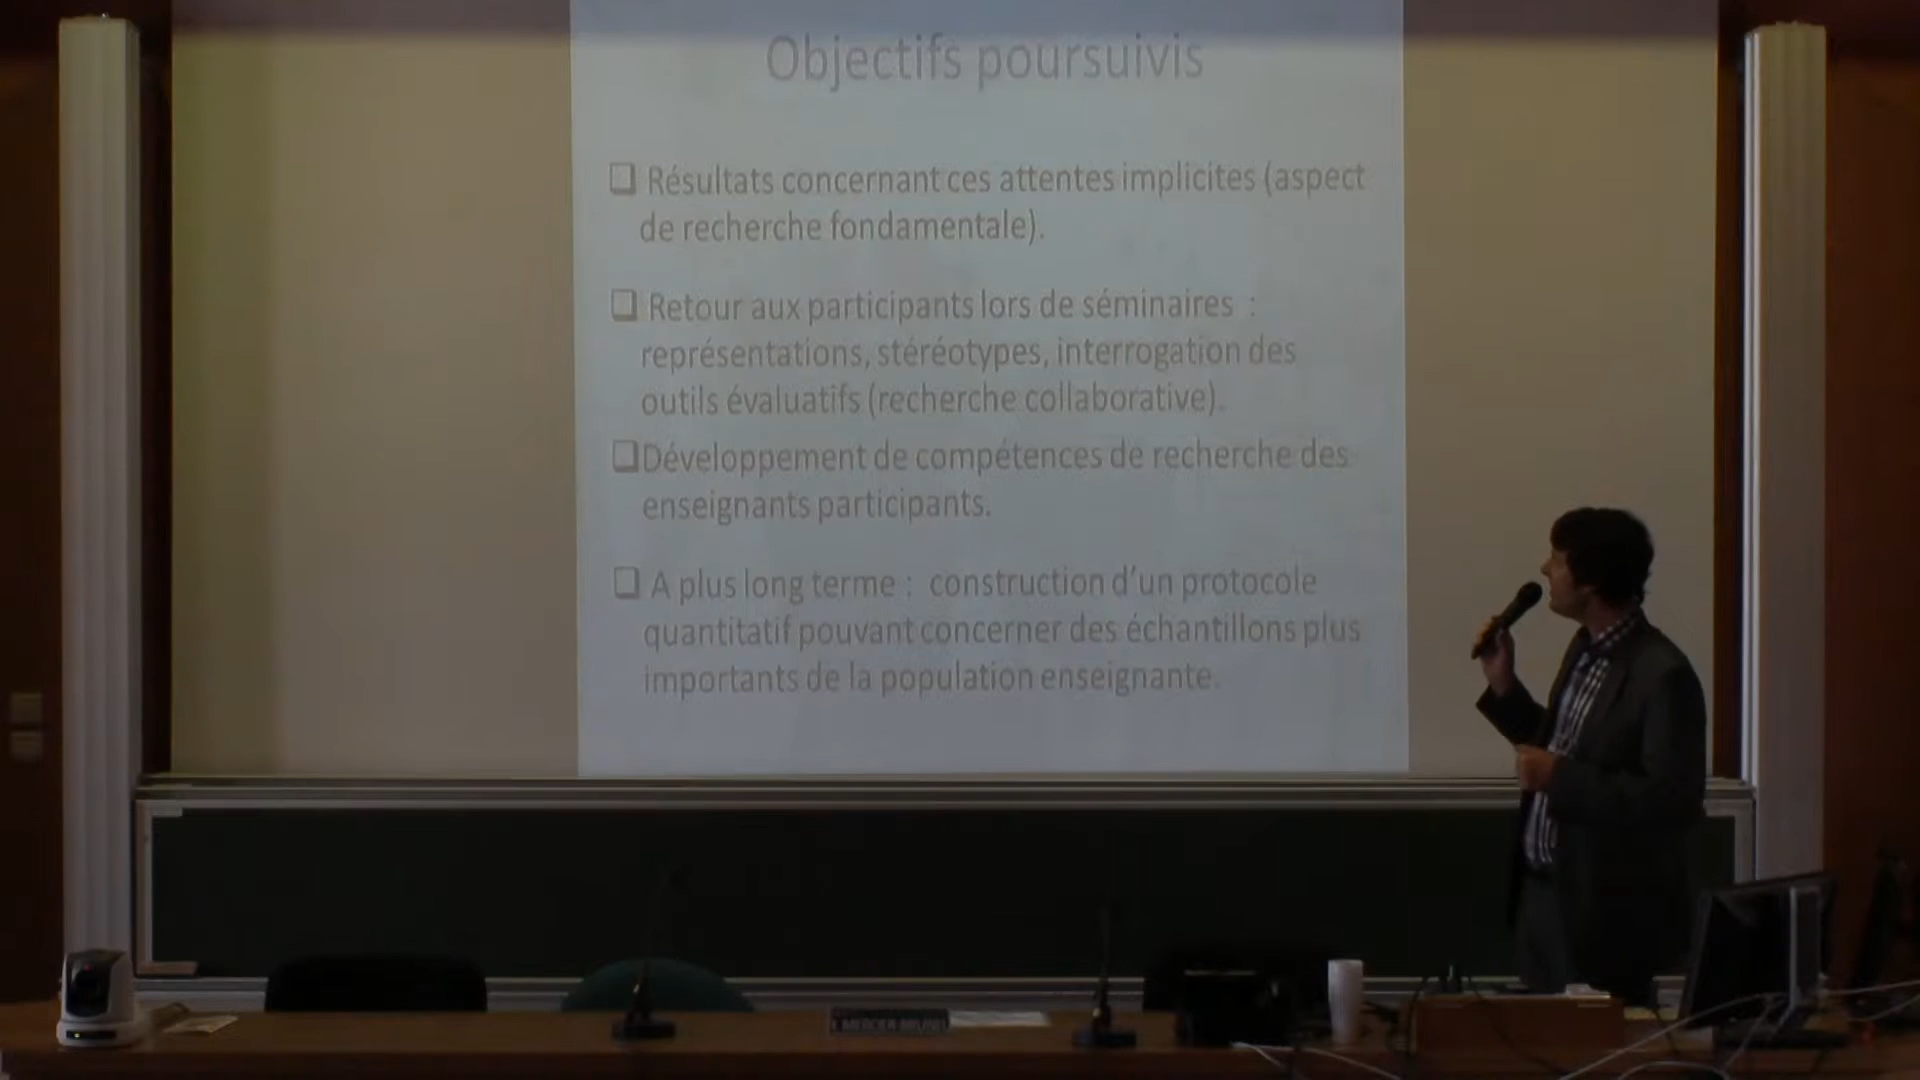 Objectifs poursuivis
❑ Résultats concernant ces attentes implicites (aspect
de recherche fondamentale).
❑ Retour aux participants lors de séminaires :
représentations, stéréotypes, interrogation des
outils évaluatifs (recherche collaborative).
❑Développement de compétences de recherche des
enseignants participants.
❑ A plus long terme : construction d'un protocole
quantitatif pouvant concerner des échantillons plus
importants de la population enseignante.
MERCIER-BRUNEL